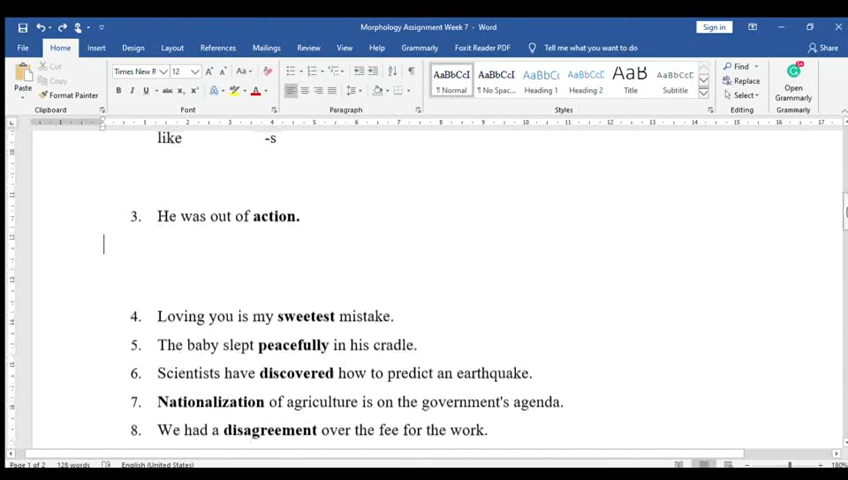 Morphology Assignment Week 7 - Word
Sign in
File Home Insert Design Layout References Mailings Review View Help Grammarly Foxit Reader PDF Tell me what you want to do Share
Paste
Cut
Copy
Format Painter
Clipboard
Times New R 12
Font
Paragraph
AaBbCcI AaBbCcI AaBbCc AaBbCcI AaB AaBbCcI
¶ Normal ¶ No Spac... Heading 1 Heading 2 Title Subtitle
Styles
Find
Replace
Select
Editing
Open Grammarly
Grammarly
like -s
3. He was out of action.
4. Loving you is my sweetest mistake.
5. The baby slept peacefully in his cradle.
6. Scientists have discovered how to predict an earthquake.
7. Nationalization of agriculture is on the government's agenda.
8. We had a disagreement over the fee for the work.
Page 1 of 2 128 words English (United States) 180%